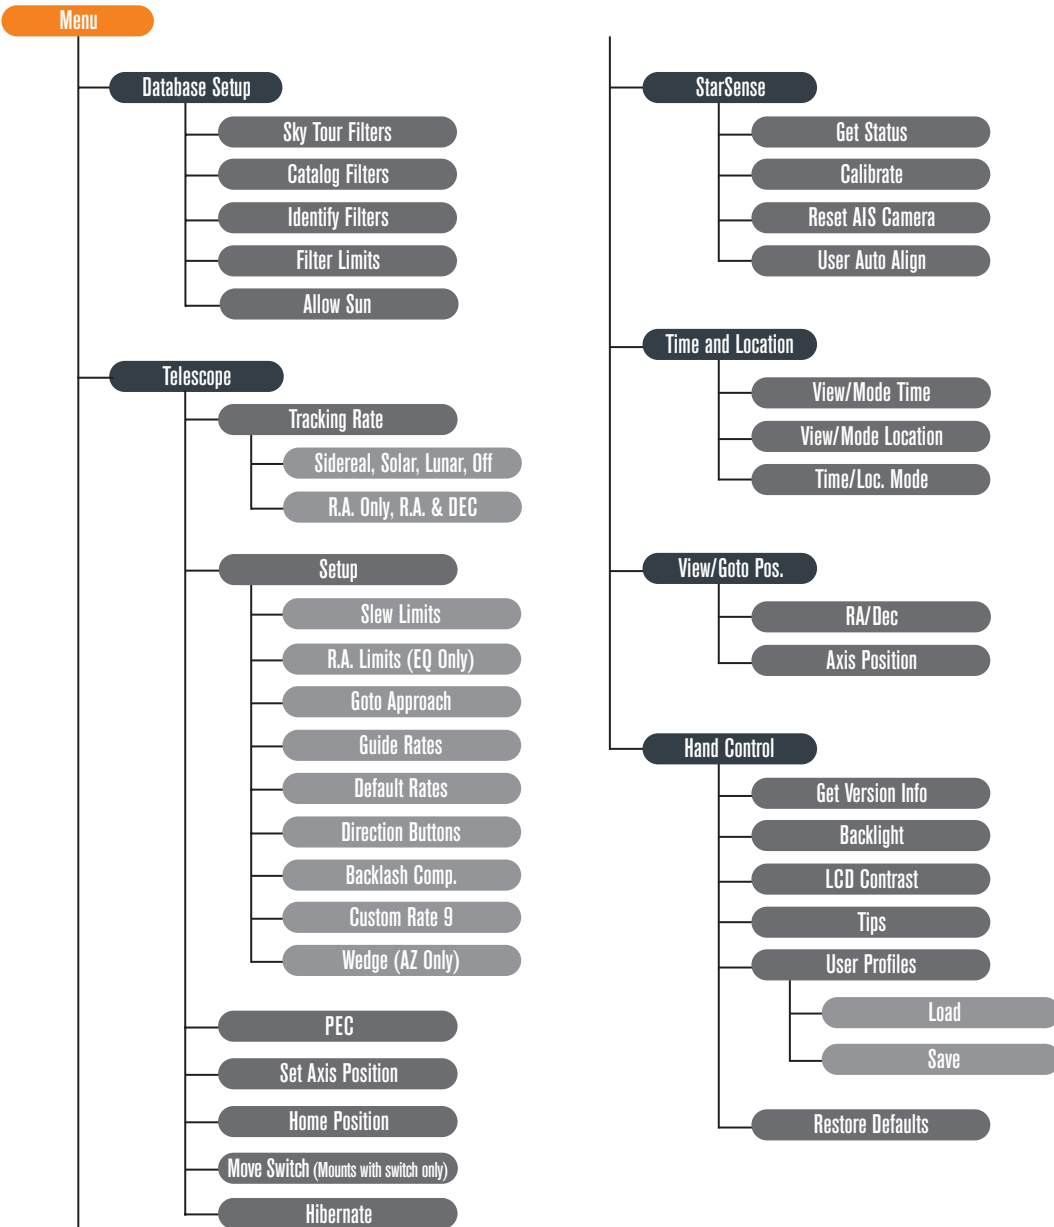 Menu
Database Setup
Sky Tour Filters
Catalog Filters
Identify Filters
Filter Limits
Allow Sun
Telescope
Tracking Rate
Sidereal, Solar, Lunar, Off
R.A. Only, R.A. & DEC
Setup
Slew Limits
R.A. Limits (EQ Only)
Goto Approach
Guide Rates
Default Rates
Direction Buttons
Backlash Comp.
Custom Rate 9
Wedge (AZ Only)
PEC
Set Axis Position
Home Position
Move Switch (Mounts with switch only)
Hibernate
StarSense
Get Status
Calibrate
Reset AIS Camera
User Auto Align
Time and Location
View/Mode Time
View/Mode Location
Time/Loc. Mode
View/Goto Pos.
RA/Dec
Axis Position
Hand Control
Get Version Info
Backlight
LCD Contrast
Tips
User Profiles
Load
Save
Restore Defaults